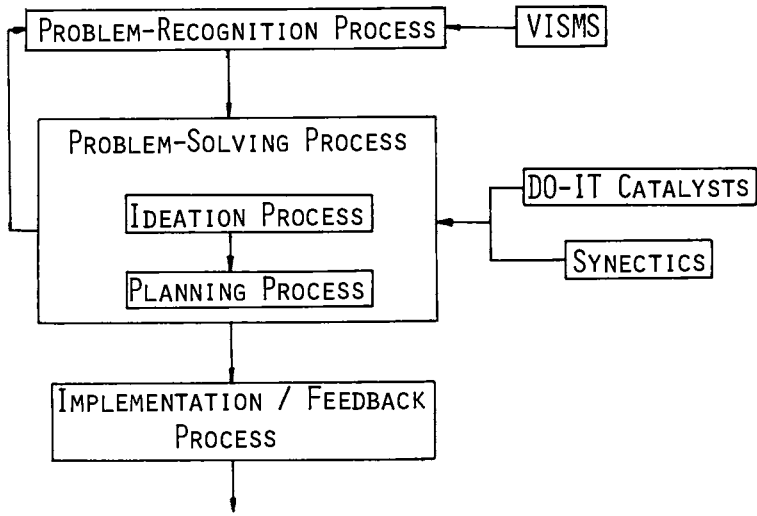 PROBLEM-RECOGNITION PROCESS
VISMS
PROBLEM-SOLVING PROCESS
IDEATION PROCESS
PLANNING PROCESS
DO-IT CATALYSTS
SYNECTICS
IMPLEMENTATION / FEEDBACK
PROCESS